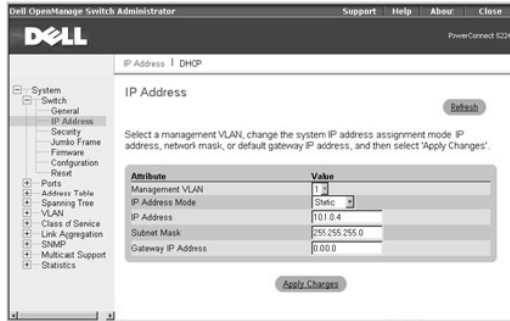 Dell OpenManage Switch Administrator
Support Help About Close
DELL
PowerConnect 5224
IP Address | DHCP
System
Switch
General
IP Address
Security
Jumbo Frame
Firmware
Configuration
Reset
Ports
Address Table
Spanning Tree
VLAN
Class of Service
Link Aggregation
SNMP
Multicast Support
Statistics
IP Address
Refresh
Select a management VLAN, change the system IP address assignment mode IP
address, network mask, or default gateway IP address, and then select 'Apply Changes'.
Attribute Value
Management VLAN 1
IP Address Mode Static
IP Address 10.1.0.4
Subnet Mask 255.255.255.0
Gateway IP Address 0.0.0.0
Apply Changes